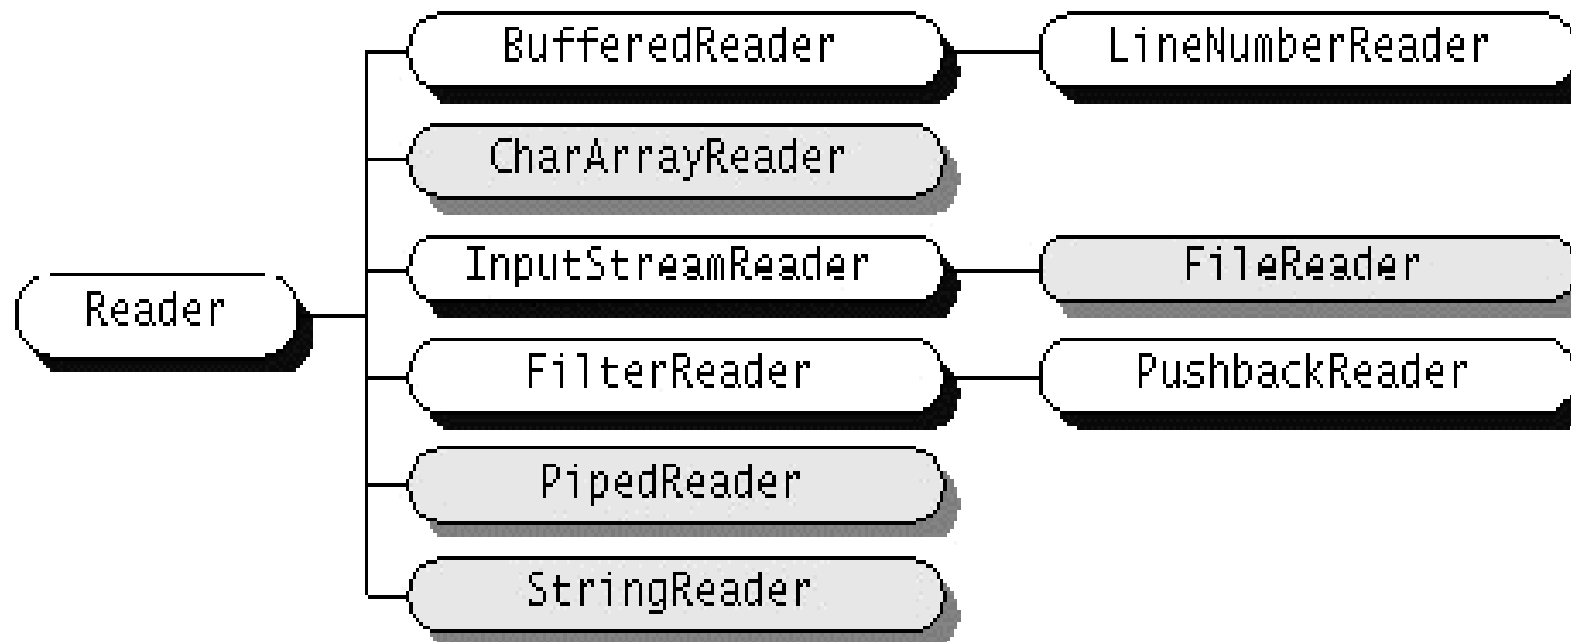 BufferedReader
LineNumberReader
CharArrayReader
InputStreamReader
FileReader
Reader
FilterReader
PushbackReader
PipedReader
StringReader